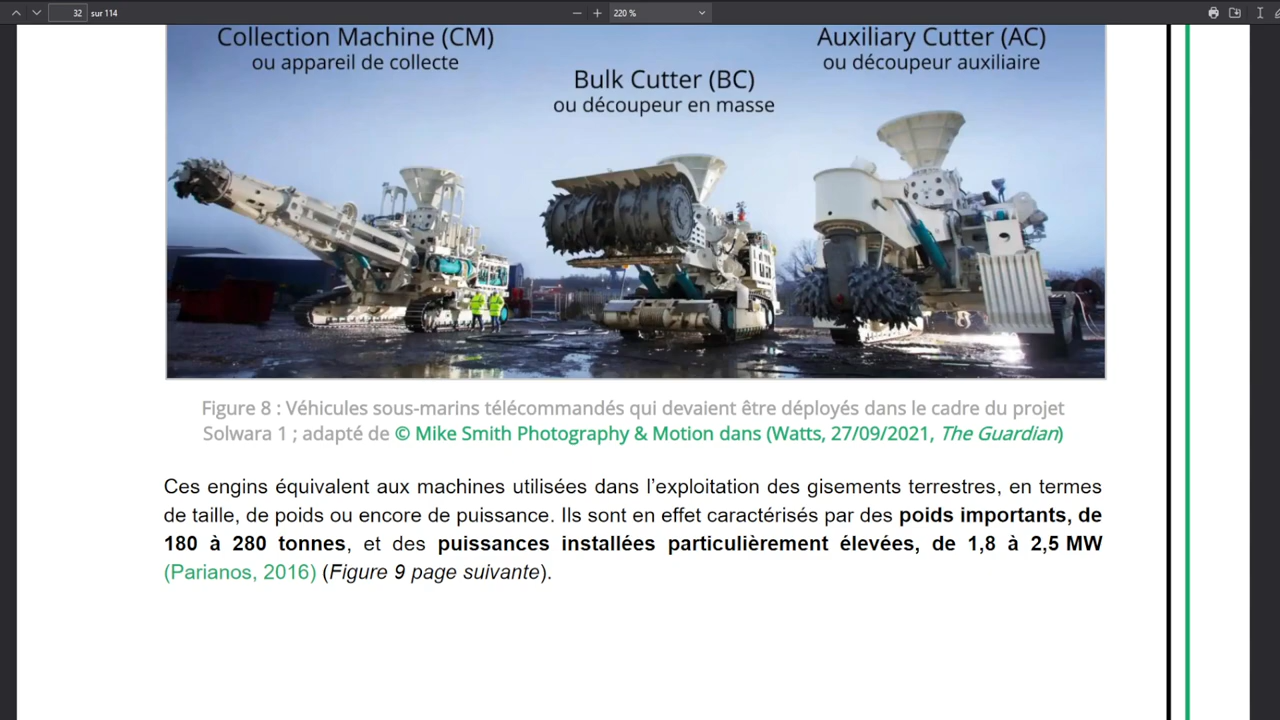 32 sur 114
220 %
Collection Machine (CM)
ou appareil de collecte
Bulk Cutter (BC)
ou découpeur en masse
Auxiliary Cutter (AC)
ou découpeur auxiliaire
Figure 8 : Véhicules sous-marins télécommandés qui devaient être déployés dans le cadre du projet
Solwara 1 ; adapté de © Mike Smith Photography & Motion dans (Watts, 27/09/2021, The Guardian)
Ces engins équivalent aux machines utilisées dans l’exploitation des gisements terrestres, en termes
de taille, de poids ou encore de puissance. Ils sont en effet caractérisés par des poids importants, de
180 à 280 tonnes, et des puissances installées particulièrement élevées, de 1,8 à 2,5 MW
(Parianos, 2016) (Figure 9 page suivante).